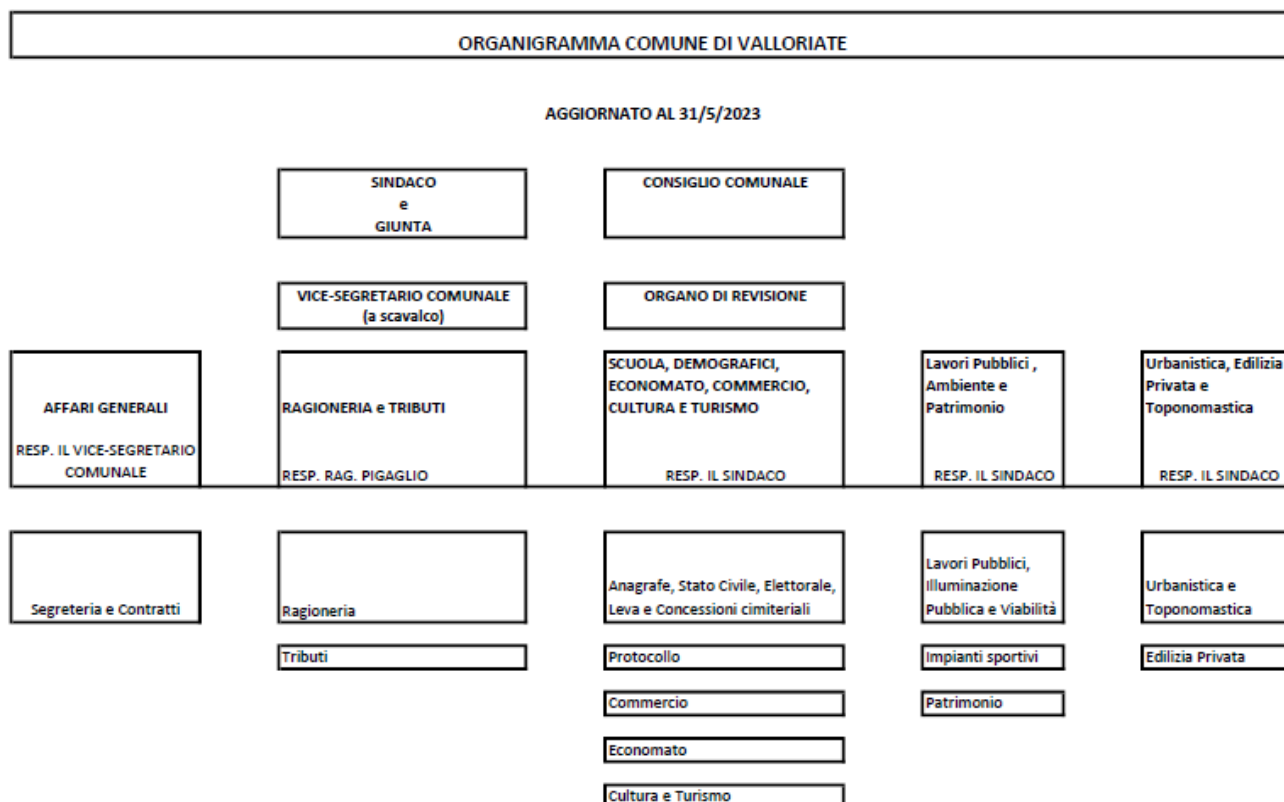 ORGANIGRAMMA COMUNE DI VALLORIATE
AGGIORNATO AL 31/5/2023
SINDACO
e
GIUNTA
CONSIGLIO COMUNALE
VICE-SEGRETARIO COMUNALE
(a scavalco)
ORGANO DI REVISIONE
AFFARI GENERALI
RESP. IL VICE-SEGRETARIO
COMUNALE
RAGIONERIA e TRIBUTI
RESP. RAG. PIGAGLIO
SCUOLA, DEMOGRAFICI,
ECONOMATO, COMMERCIO,
CULTURA E TURISMO
RESP. IL SINDACO
Lavori Pubblici ,
Ambiente e
Patrimonio
RESP. IL SINDACO
Urbanistica, Edilizia
Privata e
Toponomastica
RESP. IL SINDACO
Segreteria e Contratti
Ragioneria
Anagrafe, Stato Civile, Elettorale,
Leva e Concessioni cimiteriali
Lavori Pubblici,
Illuminazione
Pubblica e Viabilità
Urbanistica e
Toponomastica
Tributi
Protocollo
Impianti sportivi
Edilizia Privata
Commercio
Patrimonio
Economato
Cultura e Turismo